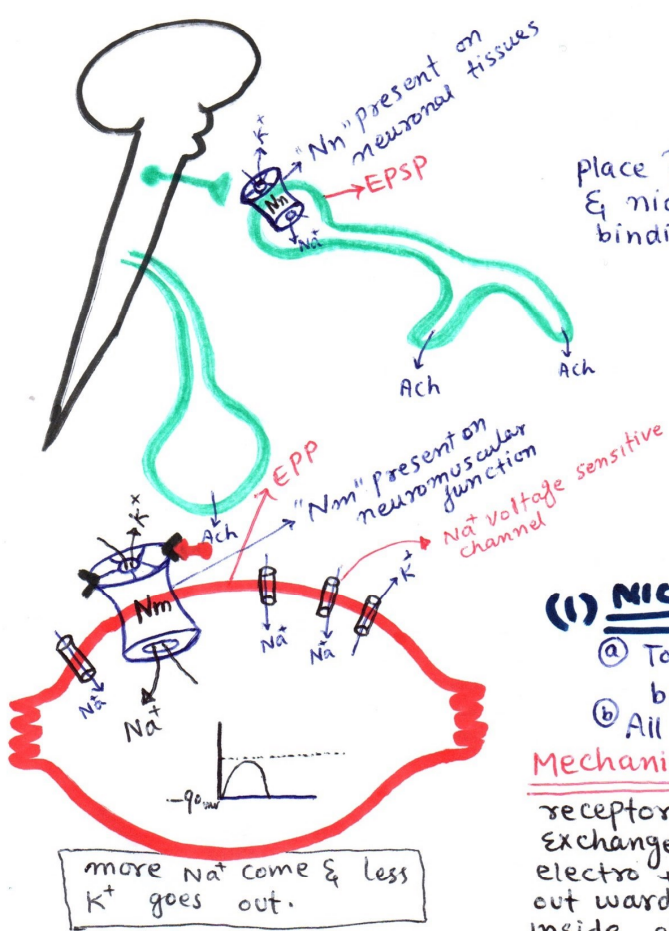 "Nn" present on
neuronal tissues
K+
Nn
Na+
EPSP
Place
& nic
bindi
Ach
Ach
Ach
EPP
"Nm" present on
neuromuscular
junction
Na+ voltage sensitive
channel
K+
Nm
Na+
Na+
Na+
Na+
K+
-90
(1) NIC
(a) To
b
(b) All
Mechani
receptor
Exchange
electro
out ward
inside
more Na+ come & less
K+ goes out.